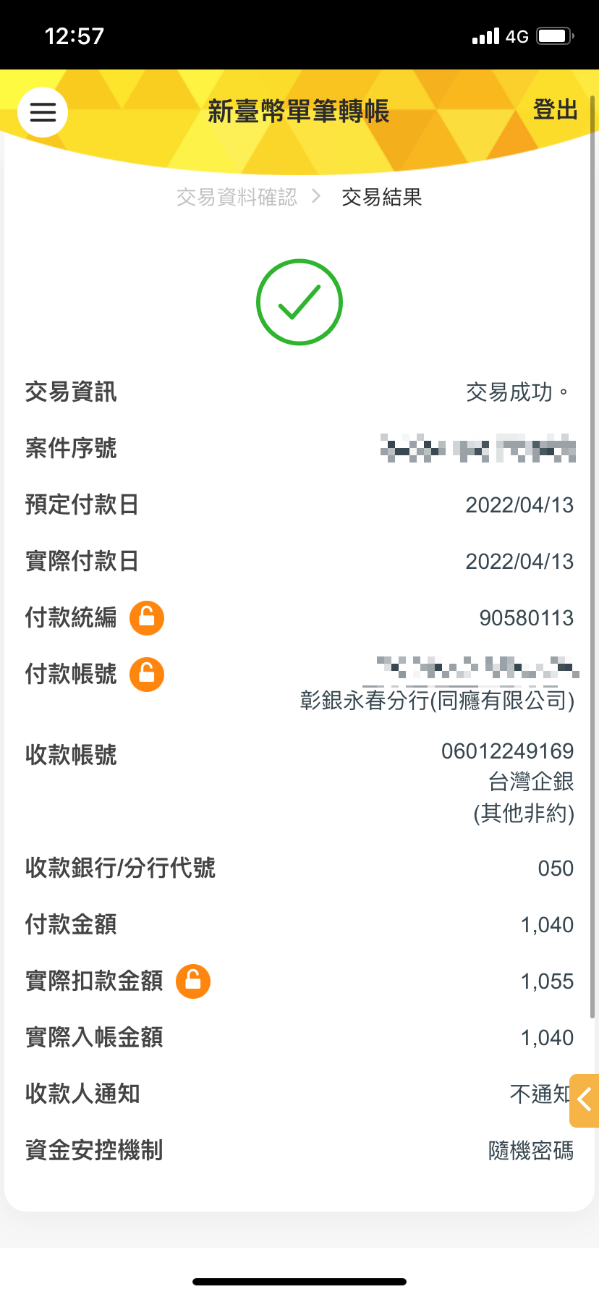 12:57
4G
新臺幣單筆轉帳
登出
交易資料確認 > 交易結果
交易資訊 交易成功。
案件序號
預定付款日 2022/04/13
實際付款日 2022/04/13
付款統編 90580113
付款帳號
彰銀永春分行(同癮有限公司)
收款帳號 06012249169
台灣企銀
(其他非約)
收款銀行/分行代號 050
付款金額 1,040
實際扣款金額 1,055
實際入帳金額 1,040
收款人通知 不通知
資金安控機制 隨機密碼